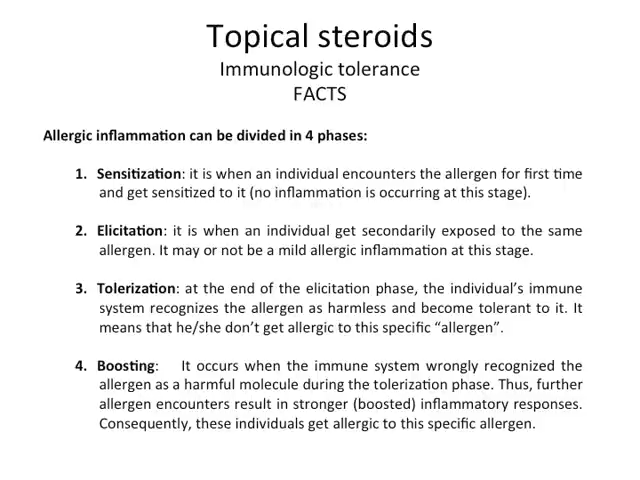 Topical steroids
Immunologic tolerance
FACTS
Allergic inflammation can be divided in 4 phases:
1. Sensitization: it is when an individual encounters the allergen for first time
and get sensitized to it (no inflammation is occurring at this stage).
2. Elicitation: it is when an individual get secondarily exposed to the same
allergen. It may or not be a mild allergic inflammation at this stage.
3. Tolerization: at the end of the elicitation phase, the individual’s immune
system recognizes the allergen as harmless and become tolerant to it. It
means that he/she don’t get allergic to this specific “allergen”.
4. Boosting: It occurs when the immune system wrongly recognized the
allergen as a harmful molecule during the tolerization phase. Thus, further
allergen encounters result in stronger (boosted) inflammatory responses.
Consequently, these individuals get allergic to this specific allergen.